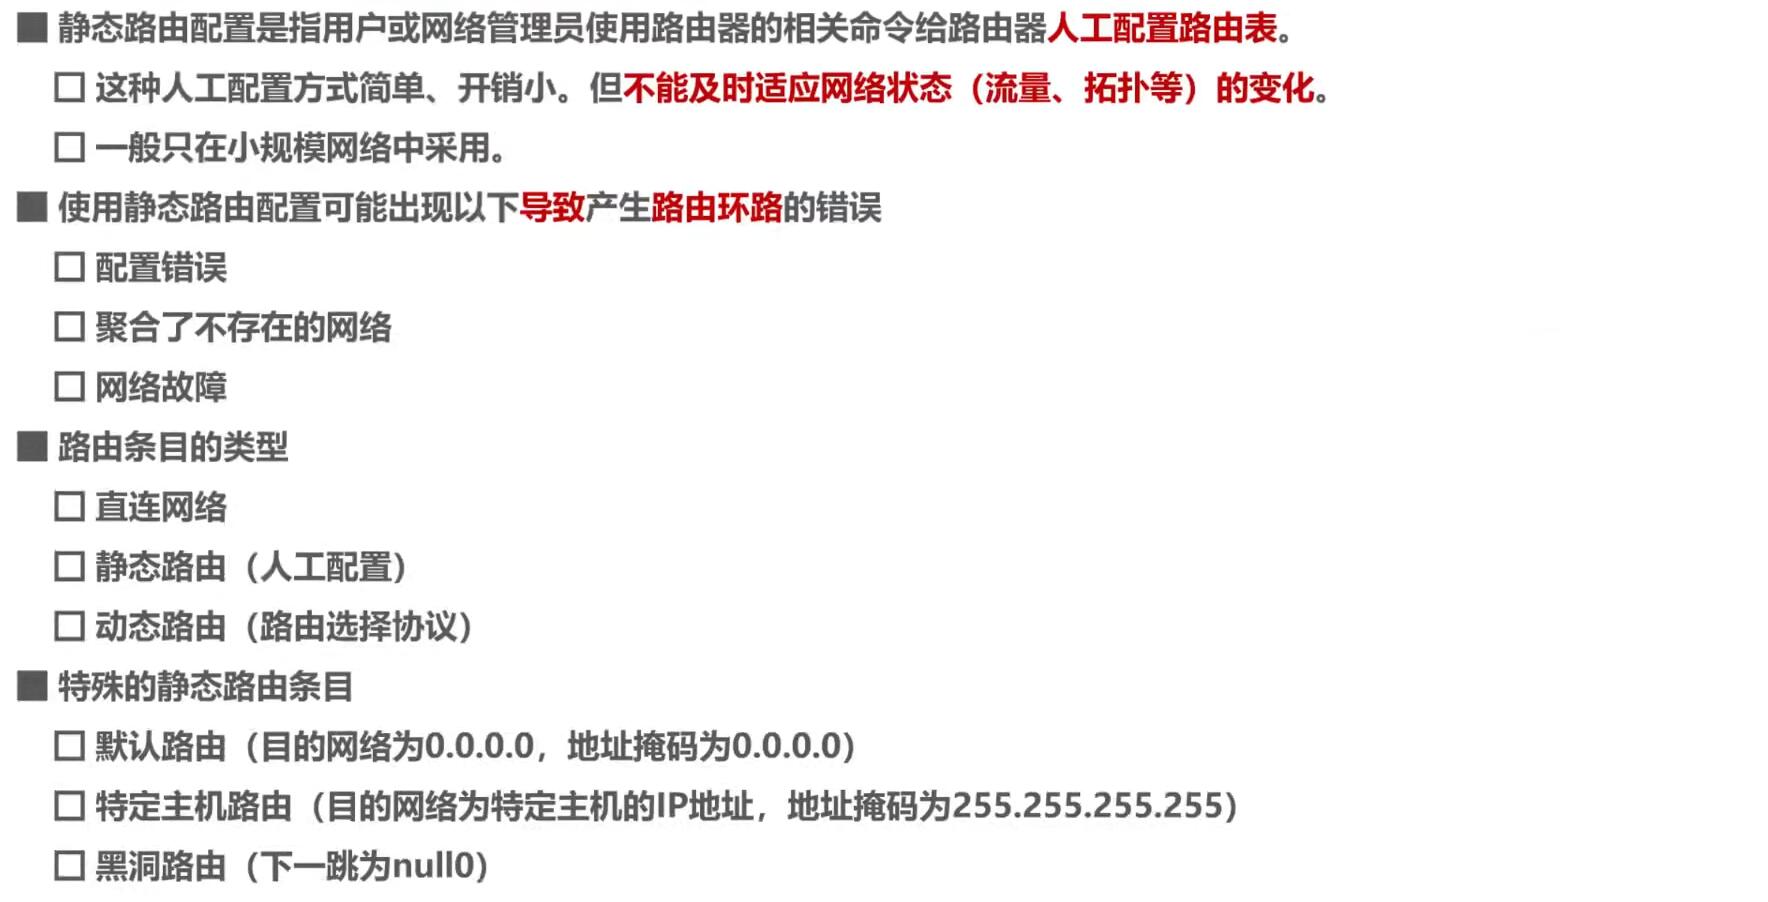 静态路由配置是指用户或网络管理员使用路由器的相关命令给路由器人工配置路由表。
这种人工配置方式简单、开销小。但不能及时适应网络状态（流量、拓扑等）的变化。
一般只在小规模网络中采用。
使用静态路由配置可能出现以下导致产生路由环路的错误
配置错误
聚合了不存在的网络
网络故障
路由条目的类型
直连网络
静态路由（人工配置）
动态路由（路由选择协议）
特殊的静态路由条目
默认路由（目的网络为0.0.0.0，地址掩码为0.0.0.0）
特定主机路由（目的网络为特定主机的IP地址，地址掩码为255.255.255.255）
黑洞路由（下一跳为null0）